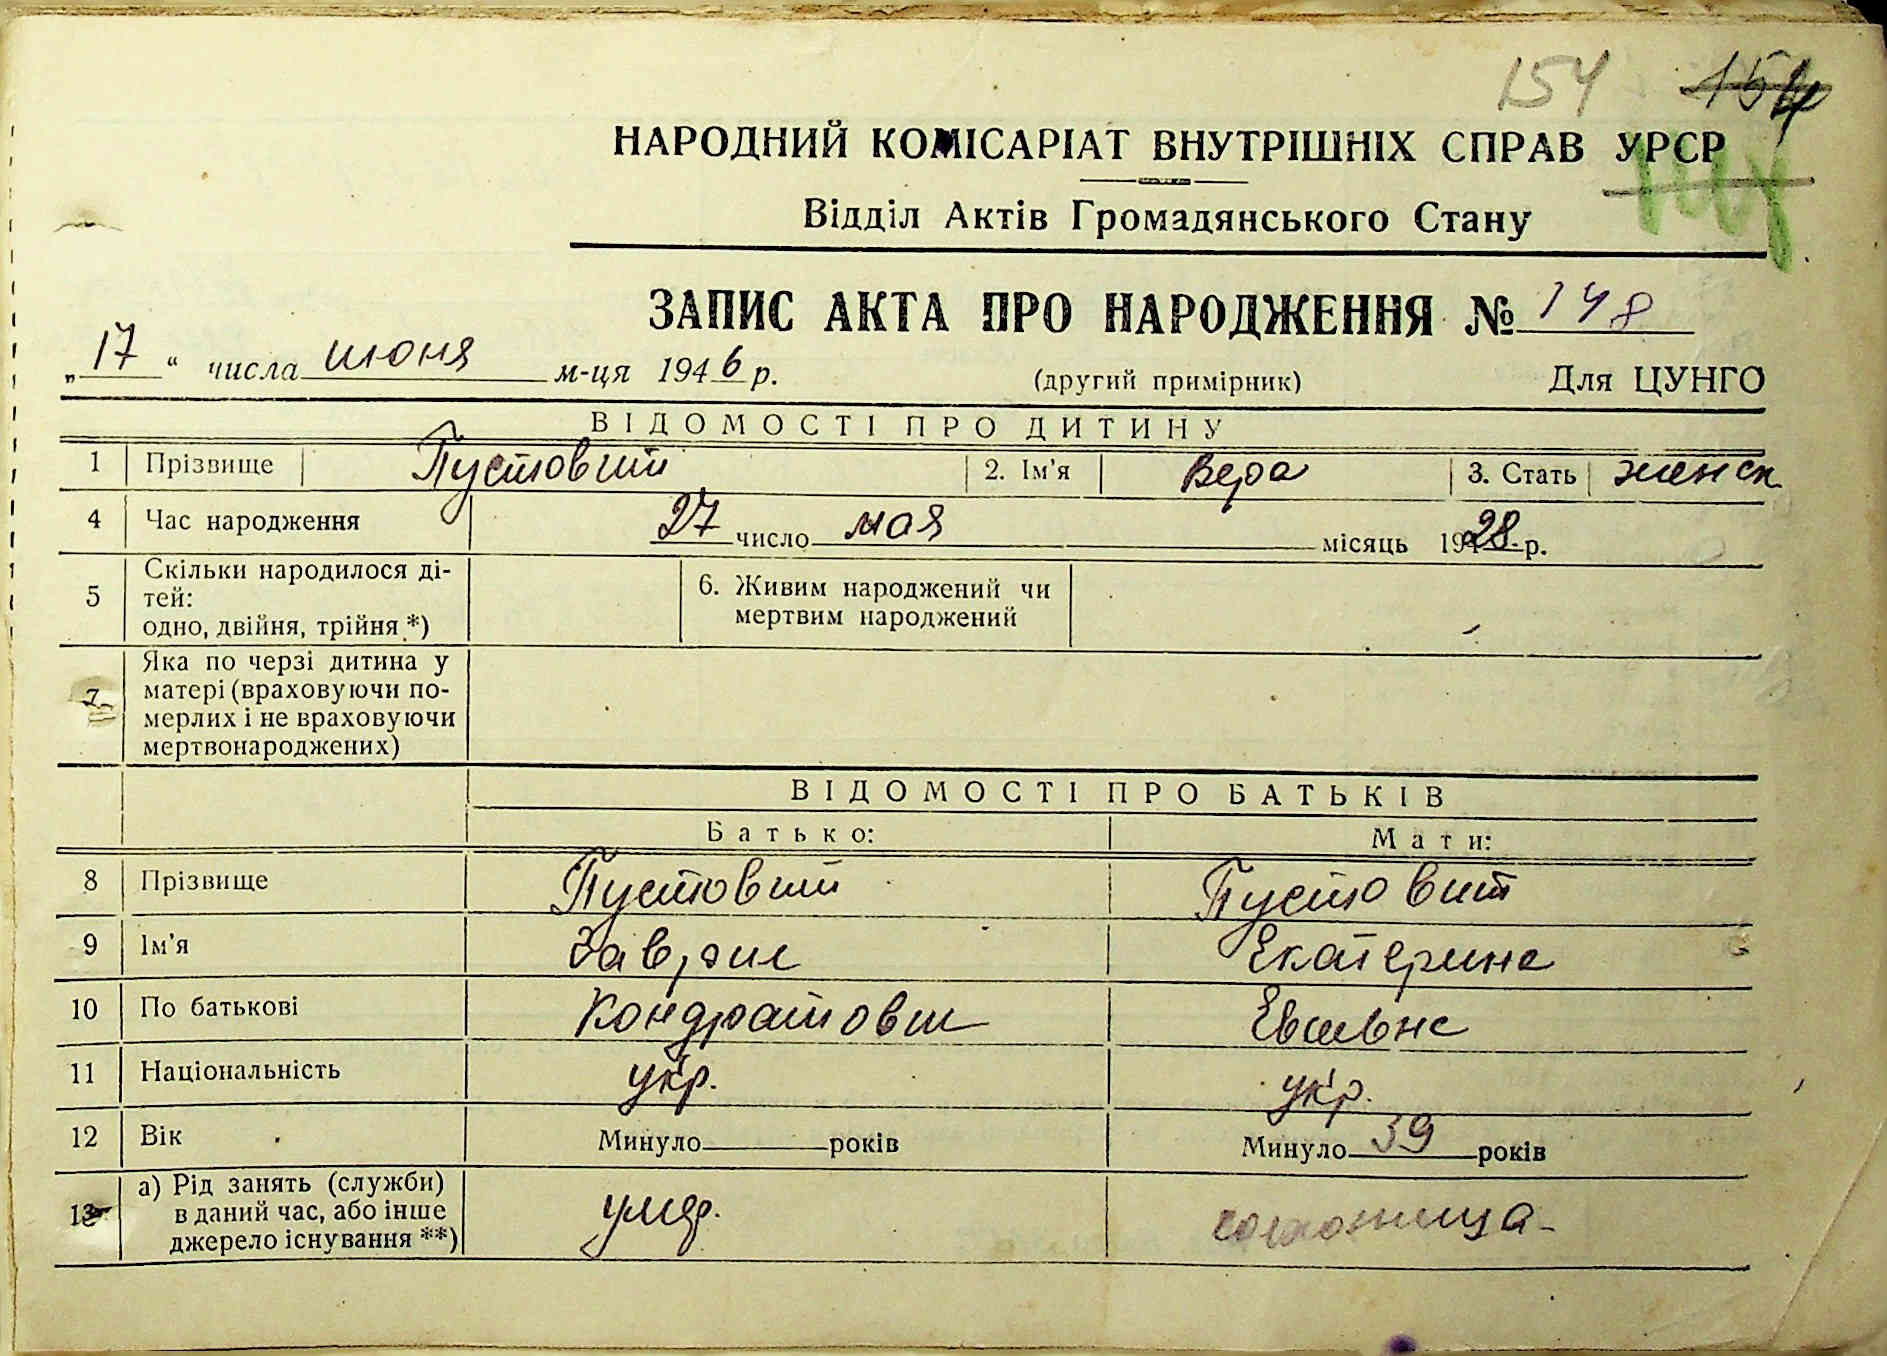 154 154
НАРОДНИЙ КОМІСАРІАТ ВНУТРІШНІХ СПРАВ УРСР
Відділ Актів Громадянського Стану
ЗАПИС АКТА ПРО НАРОДЖЕННЯ № 148
„17“ числа июня м-ця 1946 р. (другий примірник) Для ЦУНГО
ВІДОМОСТІ ПРО ДИТИНУ
1 Прізвище Пустовит 2. Ім'я Вера 3. Стать женск
4 Час народження 27 число мая місяць 1928 р.
5 Скільки народилося ді-
тей:
одно, двійня, трійня *)
6. Живим народжений чи
мертвим народжений
7 Яка по черзі дитина у
матері (враховуючи по-
мерлих і не враховуючи
мертвонароджених)
ВІДОМОСТІ ПРО БАТЬКІВ
Батько: Мати:
8 Прізвище Пустовит Пустовит
9 Ім'я Гаврил Екатерина
10 По батькові Кондратович
11 Національність укр. укр.
12 Вік Минуло років Минуло 39 років
13 а) Рід занять (служби)
в даний час, або інше
джерело існування **)
умер.